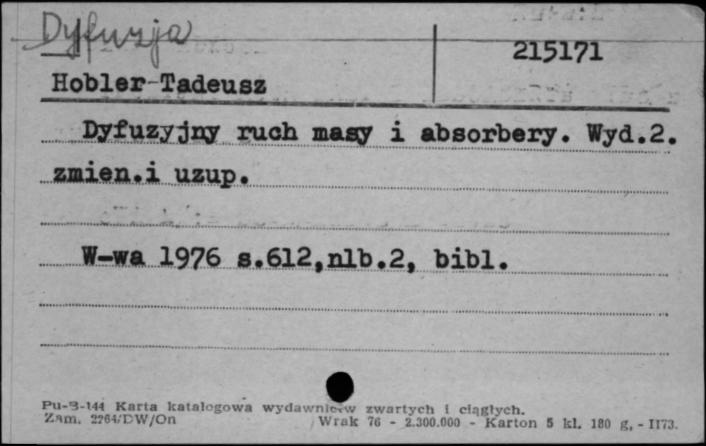 Dyfuzja
215171
Hobler Tadeusz
Dyfuzyjny ruch masy i absorbery. Wyd.2.
zmien.i uzup.
W-wa 1976 s.612,nlb.2, bibl.
Pu-B-144 Karta katalogowa wydawnictw zwartych i ciągłych.
Zam. 2264/DW/On Wrak 76 - 2.300.000 - Karton 5 kl. 180 g, - II73.